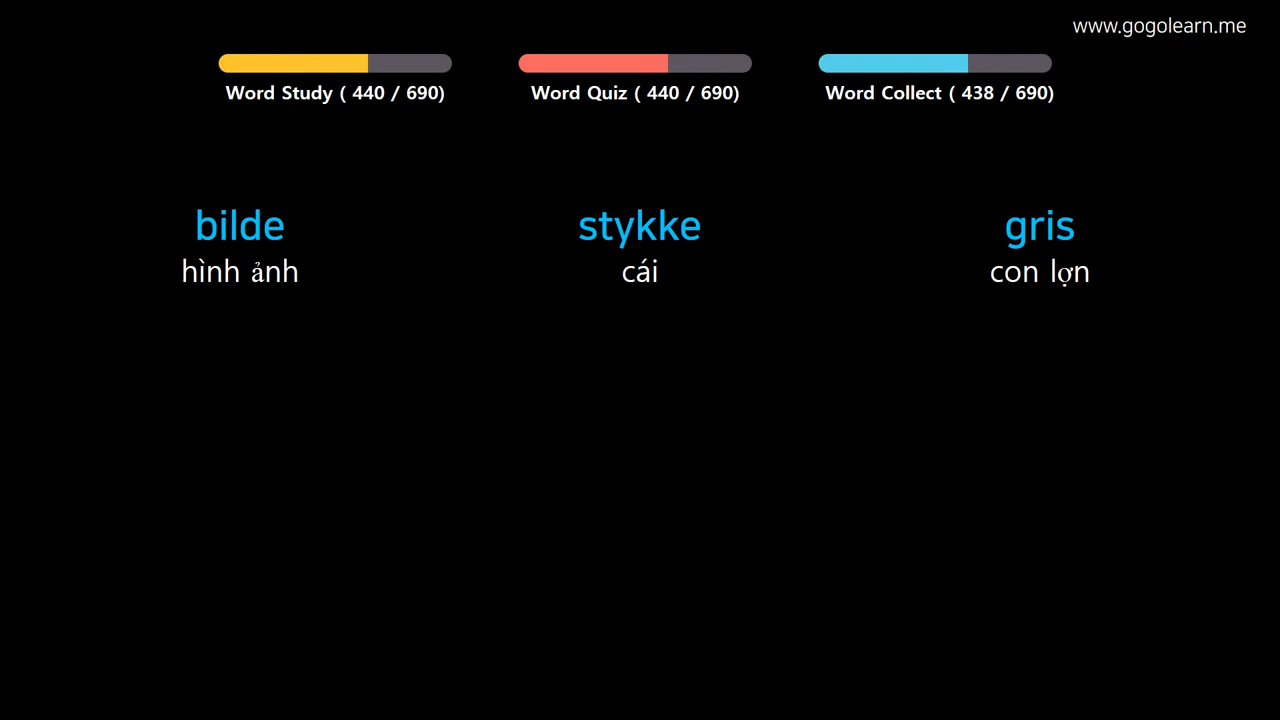 www.gogolearn.me
Word Study ( 440 / 690)
Word Quiz ( 440 / 690)
Word Collect ( 438 / 690)
bilde
hình ảnh
stykke
cái
gris
con lợn